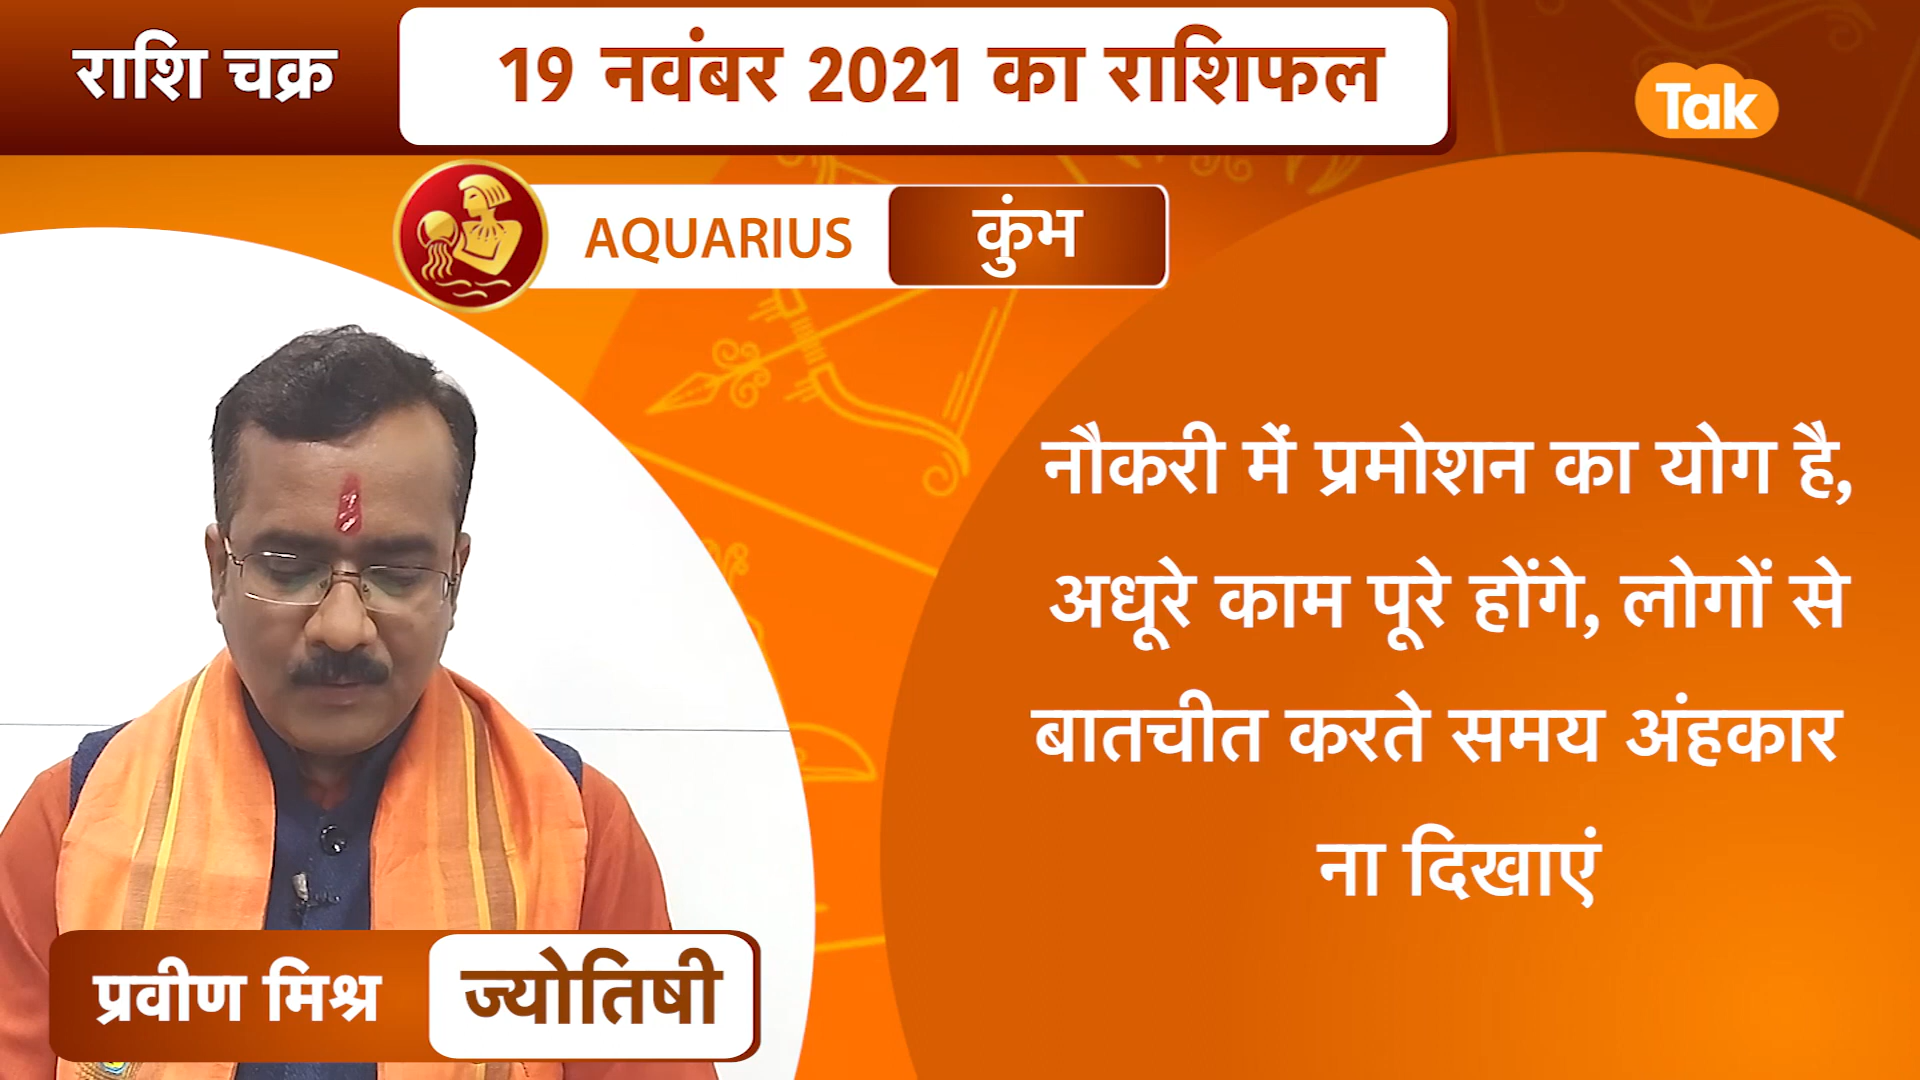 राशि चक्र
19 नवंबर 2021 का राशिफल
Tak
AQUARIUS
कुंभ
नौकरी में प्रमोशन का योग है,
अधूरे काम पूरे होंगे, लोगों से
बातचीत करते समय अंहकार
ना दिखाएं
प्रवीण मिश्र
ज्योतिषी